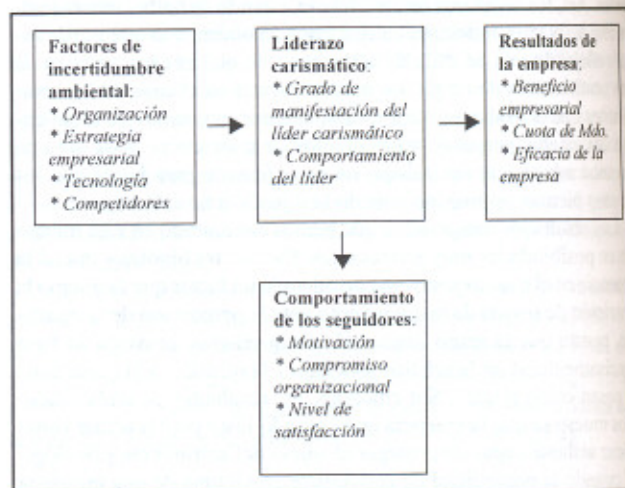 Factores de
incertidumbre
ambiental:
* Organización
* Estrategia
empresarial
* Tecnología
* Competidores
Liderazo
carismático:
* Grado de
manifestación del
líder carismático
* Comportamiento
del líder
Resultados de
la empresa:
* Beneficio
empresarial
* Cuota de Mdo.
* Eficacia de la
empresa
Comportamiento
de los seguidores:
* Motivación
* Compromiso
organizacional
* Nivel de
satisfacción